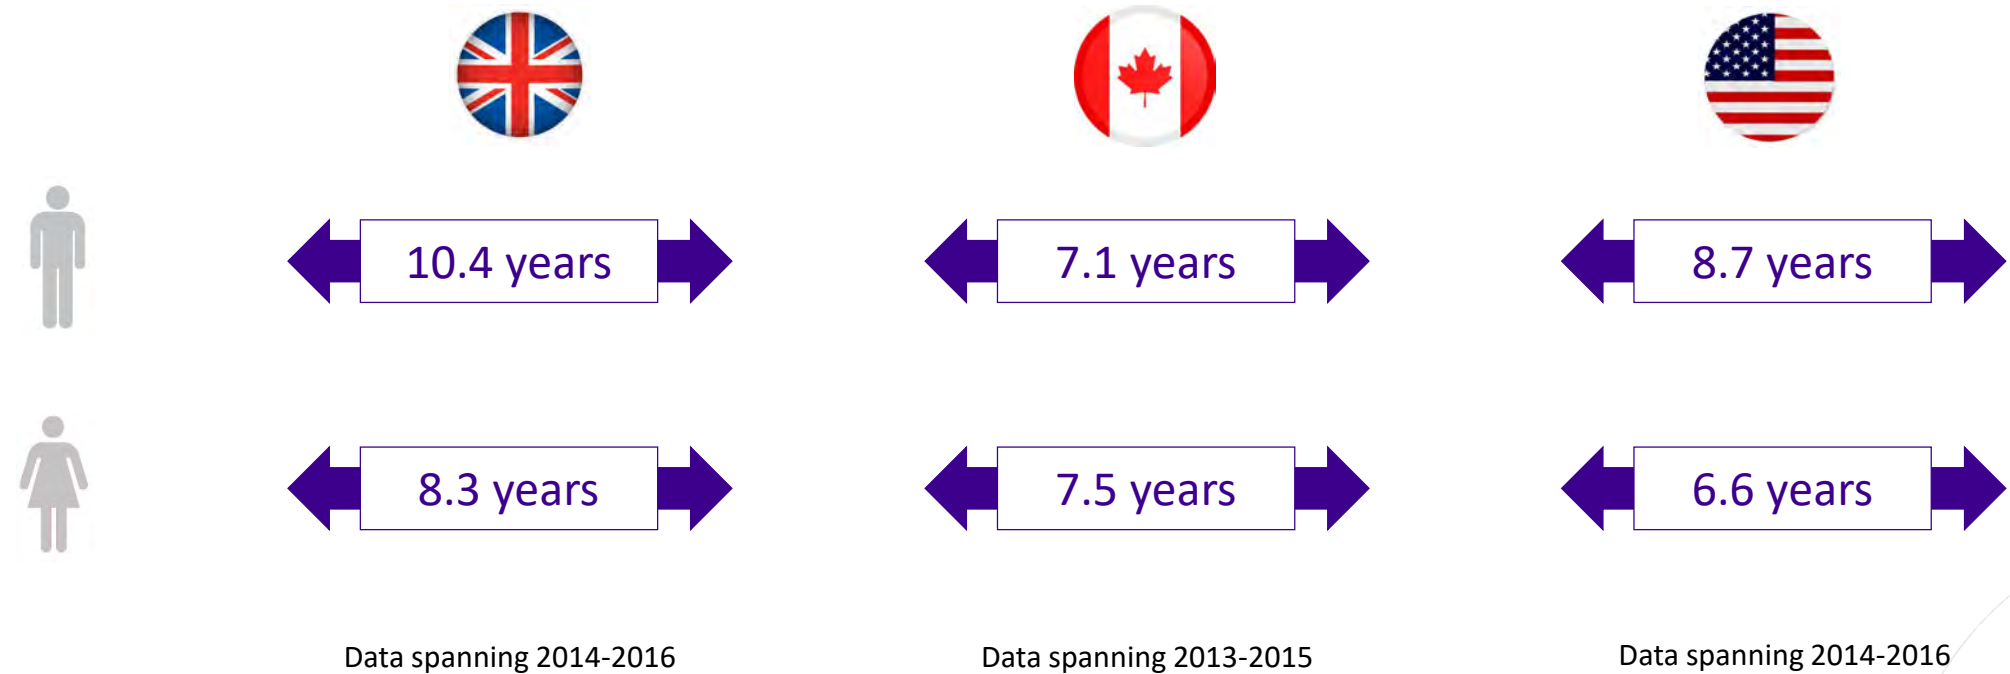 10.4 years
7.1 years
8.7 years
8.3 years
7.5 years
6.6 years
Data spanning 2014-2016
Data spanning 2013-2015
Data spanning 2014-2016